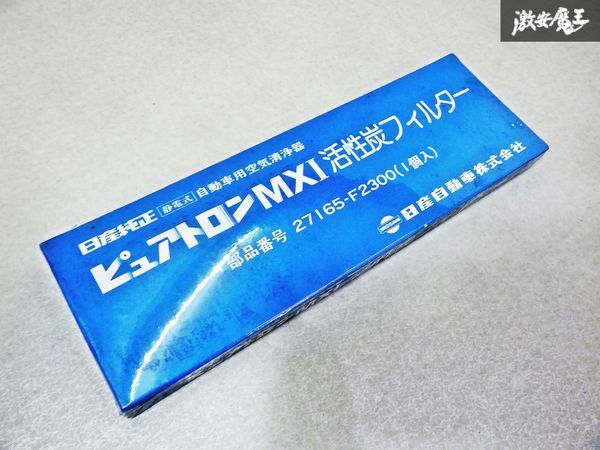 激安魔王
日産純正 静電式 自動車用空気清浄器
ピュアトロンMXI 活性炭フィルター
部品番号 27165-F2300(1個入)
NISSAN 日産自動車株式会社